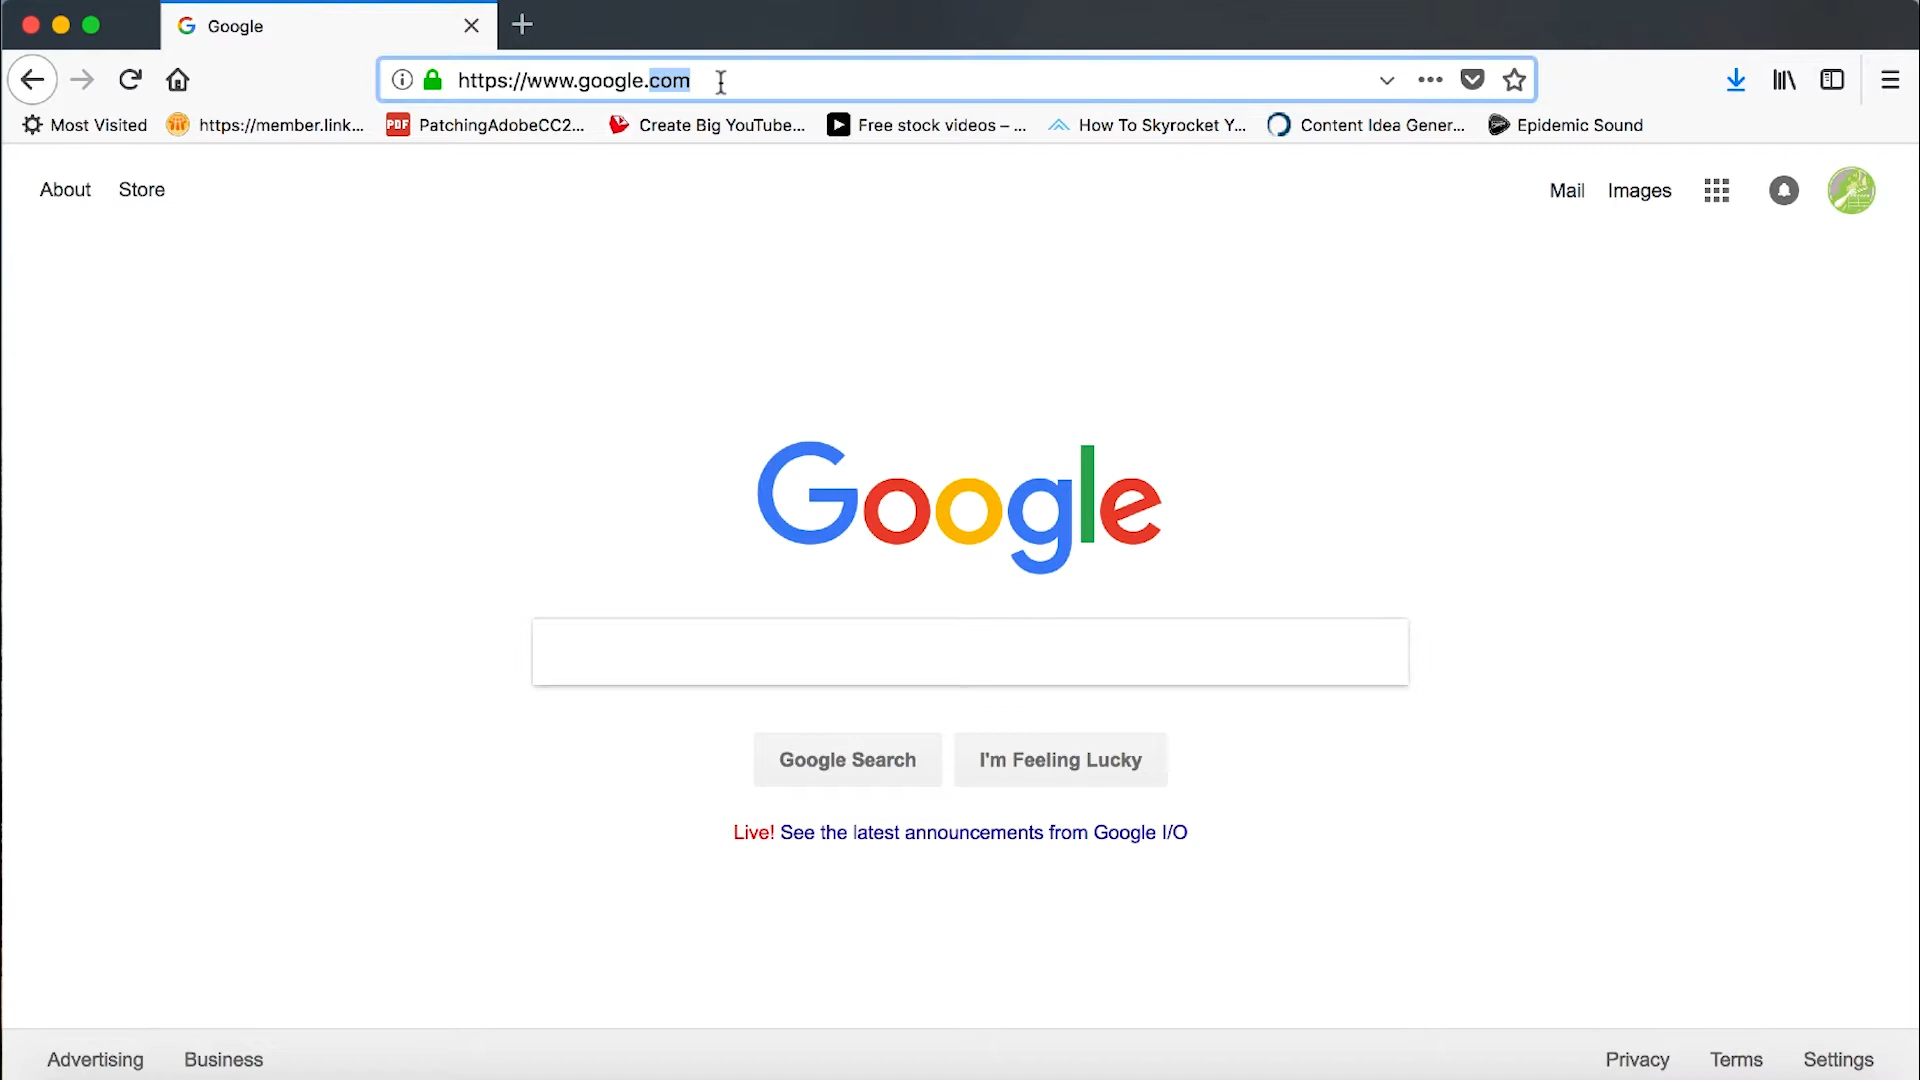 Google
https://www.google.com
Most Visited
https://member.link...
PDF
PatchingAdobeCC2...
Create Big YouTube...
Free stock videos – ...
How To Skyrocket Y...
Content Idea Gener...
Epidemic Sound
About Store
Mail Images
Google
Google Search I'm Feeling Lucky
Live! See the latest announcements from Google I/O
Advertising Business
Privacy Terms Settings